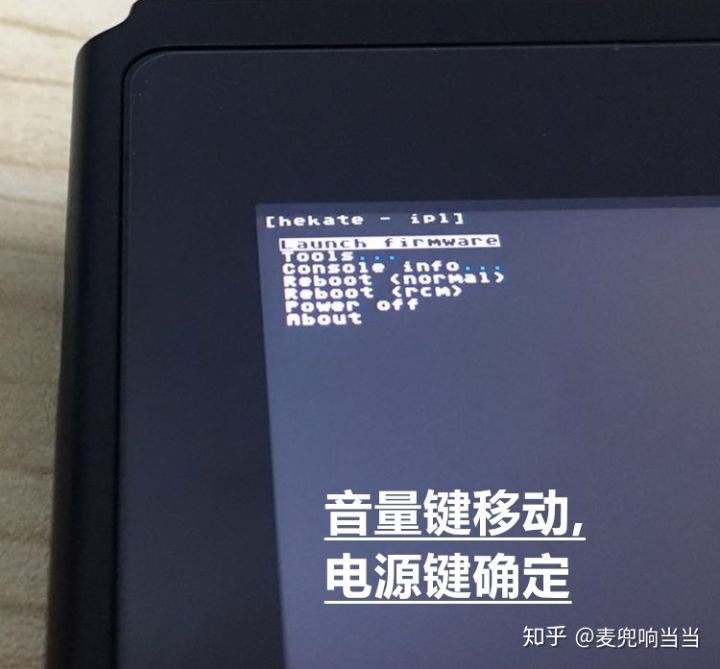 [hekate - ipl]
Launch firmware
Tools...
Console info...
Reboot (normal)
Reboot (rcm)
Power off
About
音量键移动,
电源键确定
知乎 @麦兜响当当